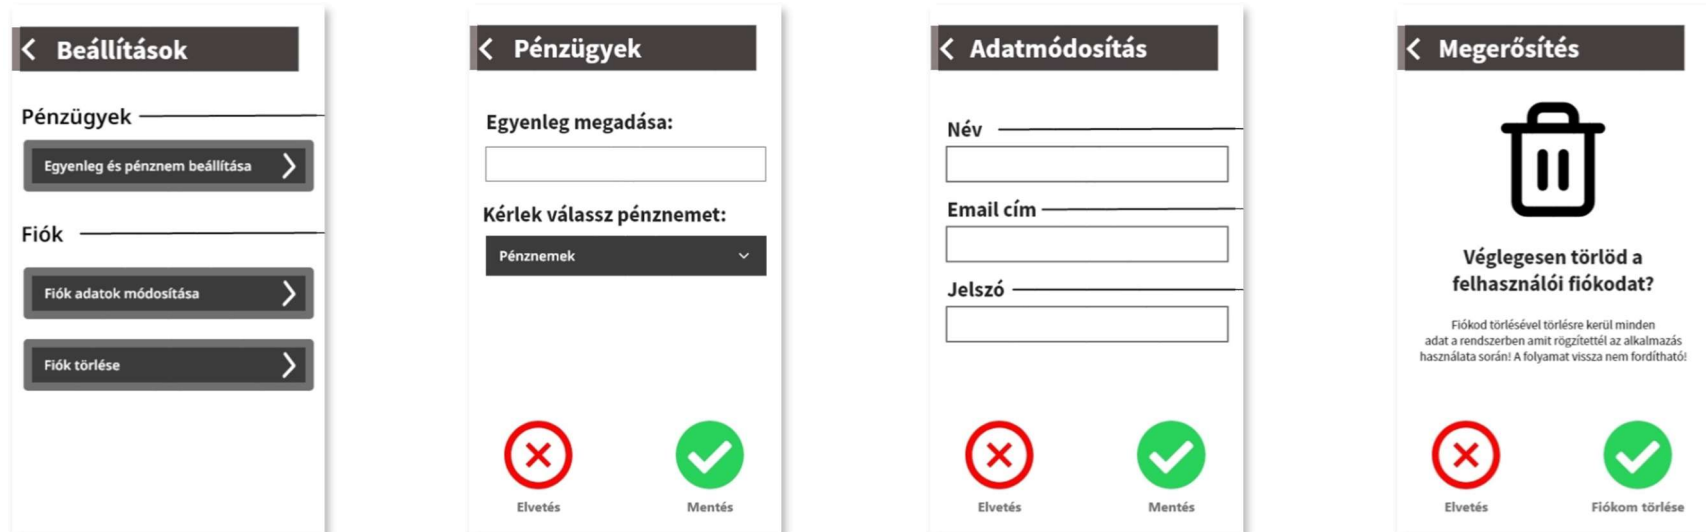 Beállítások
Pénzügyek
Egyenleg és pénznem beállítása
Fiók
Fiók adatok módosítása
Fiók törlése
Pénzügyek
Egyenleg megadása:
Kérlek válassz pénznemet:
Pénznemek
Elvetés
Mentés
Adatmódosítás
Név
Email cím
Jelszó
Elvetés
Mentés
Megerősítés
Véglegesen törlöd a
felhasználói fiókodat?
Fiókod törlésével törlésre kerül minden
adat a rendszerben amit rögzítettél az alkalmazás
használata során! A folyamat vissza nem fordítható!
Elvetés
Fiókom törlése